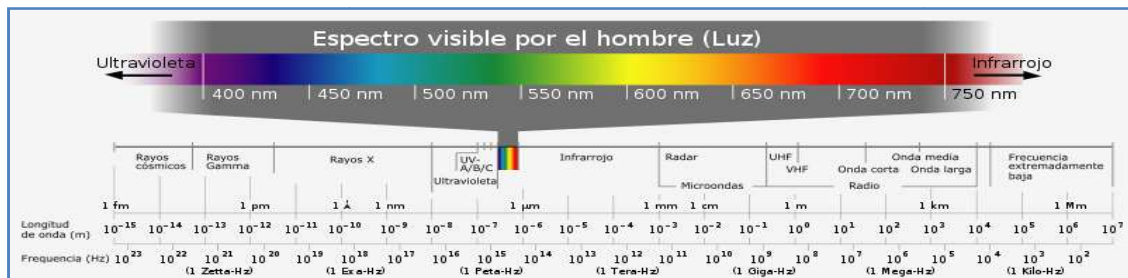 Espectro visible por el hombre (Luz)
Ultravioleta Infrarrojo
400 nm 450 nm 500 nm 550 nm 600 nm 650 nm 700 nm 750 nm
Rayos cósmicos
Rayos Gamma
Rayos X
UV-A/B/C
Ultravioleta
Infrarrojo
Radar
Microondas
UHF
VHF
Onda media
Onda corta Onda larga
Radio
Frecuencia extremadamente baja
1 fm 1 pm 1 Å 1 nm 1 µm 1 mm 1 cm 1 m 1 km 1 Mm
Longitud de onda (m) 10⁻¹⁵ 10⁻¹⁴ 10⁻¹³ 10⁻¹² 10⁻¹¹ 10⁻¹⁰ 10⁻⁹ 10⁻⁸ 10⁻⁷ 10⁻⁶ 10⁻⁵ 10⁻⁴ 10⁻³ 10⁻² 10⁻¹ 10⁰ 10¹ 10² 10³ 10⁴ 10⁵ 10⁶ 10⁷
Frequencia (Hz) 10²³ 10²² 10²¹ 10²⁰ 10¹⁹ 10¹⁸ 10¹⁷ 10¹⁶ 10¹⁵ 10¹⁴ 10¹³ 10¹² 10¹¹ 10¹⁰ 10⁹ 10⁸ 10⁷ 10⁶ 10⁵ 10⁴ 10³ 10²
(1 Zetta-Hz) (1 Exa-Hz) (1 Peta-Hz) (1 Tera-Hz) (1 Giga-Hz) (1 Mega-Hz) (1 Kilo-Hz)